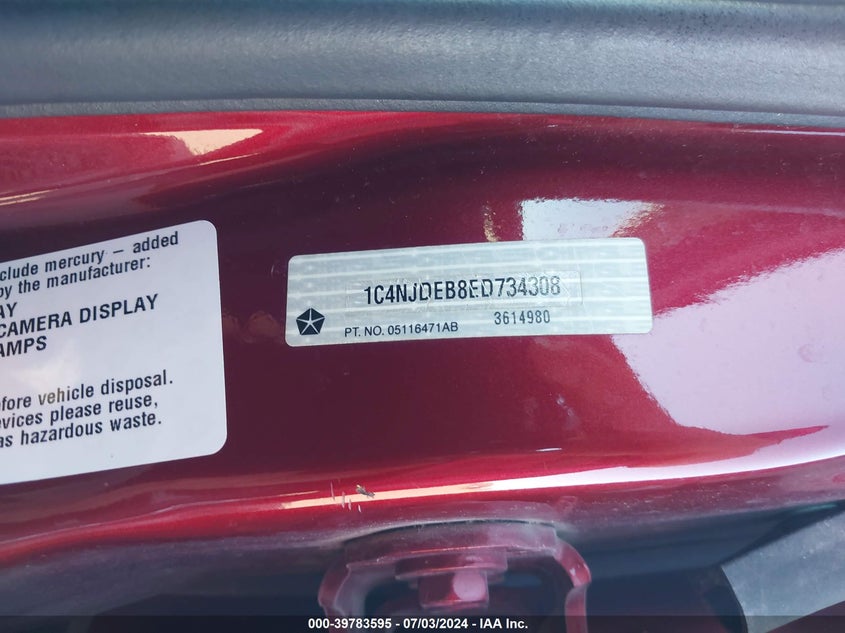 clude mercury – added
by the manufacturer:
AY
CAMERA DISPLAY
AMPS
efore vehicle disposal.
evices please reuse,
as hazardous waste.
1C4NJDEB8ED734308
PT. NO. 05116471AB
3614980
000-39783595 - 07/03/2024 - IAA Inc.